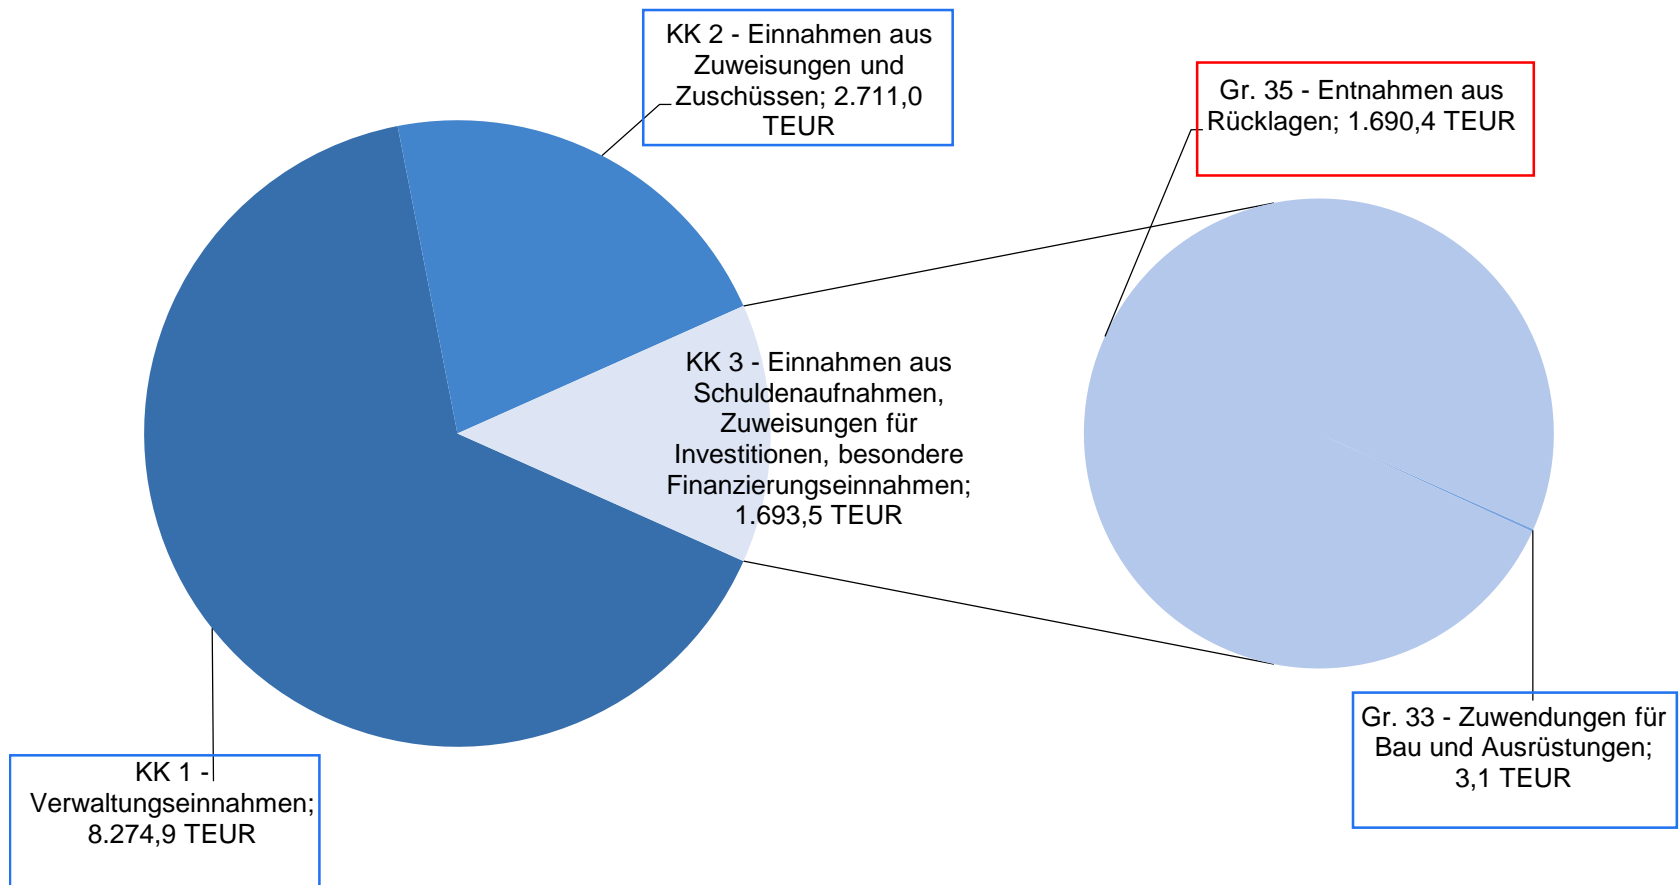 KK 2 - Einnahmen aus
Zuweisungen und
Zuschüssen; 2.711,0
TEUR
Gr. 35 - Entnahmen aus
Rücklagen; 1.690,4 TEUR
KK 3 - Einnahmen aus
Schuldenaufnahmen,
Zuweisungen für
Investitionen, besondere
Finanzierungseinnahmen;
1.693,5 TEUR
Gr. 33 - Zuwendungen für
Bau und Ausrüstungen;
3,1 TEUR
KK 1 -
Verwaltungseinnahmen;
8.274,9 TEUR